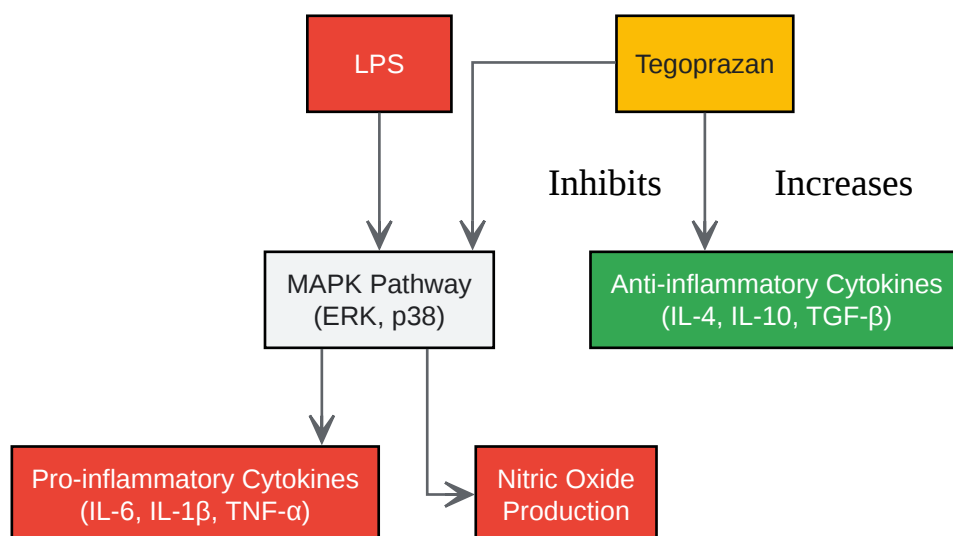 LPS
Tegoprazan
Inhibits
Increases
MAPK Pathway
(ERK, p38)
Anti-inflammatory Cytokines
(IL-4, IL-10, TGF-β)
Pro-inflammatory Cytokines
(IL-6, IL-1β, TNF-α)
Nitric Oxide
Production